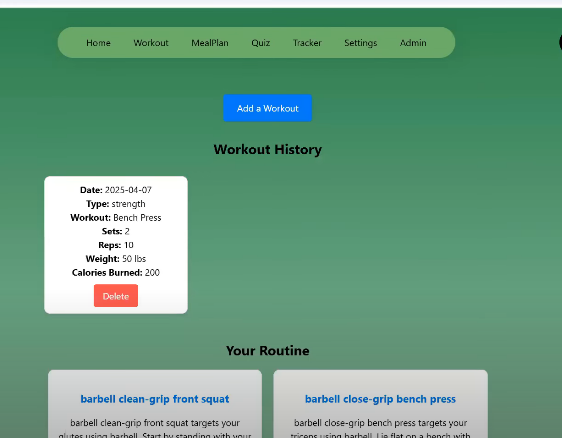 Home Workout MealPlan Quiz Tracker Settings Admin
Add a Workout
Workout History
Date: 2025-04-07
Type: strength
Workout: Bench Press
Sets: 2
Reps: 10
Weight: 50 lbs
Calories Burned: 200
Delete
Your Routine
barbell clean-grip front squat
barbell clean-grip front squat targets your
glutes using barbell. Start by standing with your
barbell close-grip bench press
barbell close-grip bench press targets your
triceps using barbell. Lie flat on a bench with